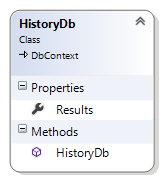 HistoryDb
Class
DbContext
Properties
Results
Methods
HistoryDb